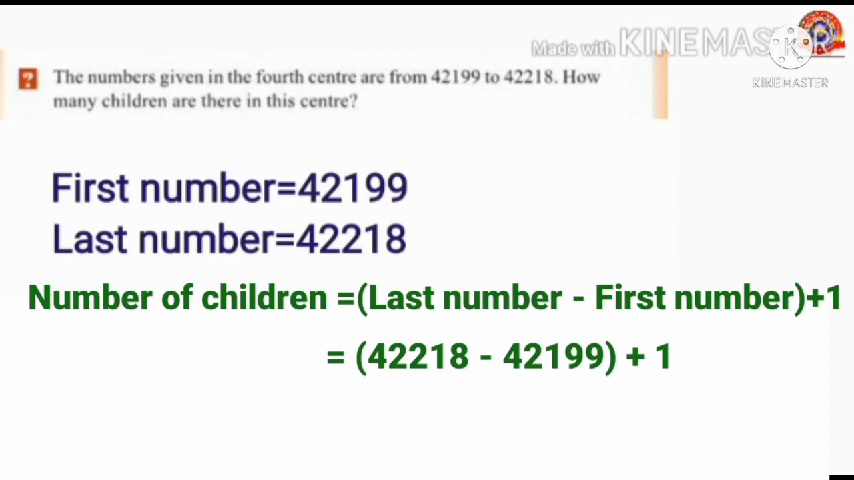 Made with KINEMASTER
KINEMASTER
? The numbers given in the fourth centre are from 42199 to 42218. How
many children are there in this centre?
First number=42199
Last number=42218
Number of children =(Last number - First number)+1
= (42218 - 42199) + 1